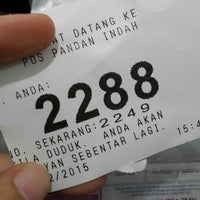 AT DATANG KE
POS PANDAN INDAH
ANDA:
2288
O. SEKARANG:2249
ILA DUDUK. ANDA AKAN
YAN SEBENTAR LAGI.
2/2015 15:4